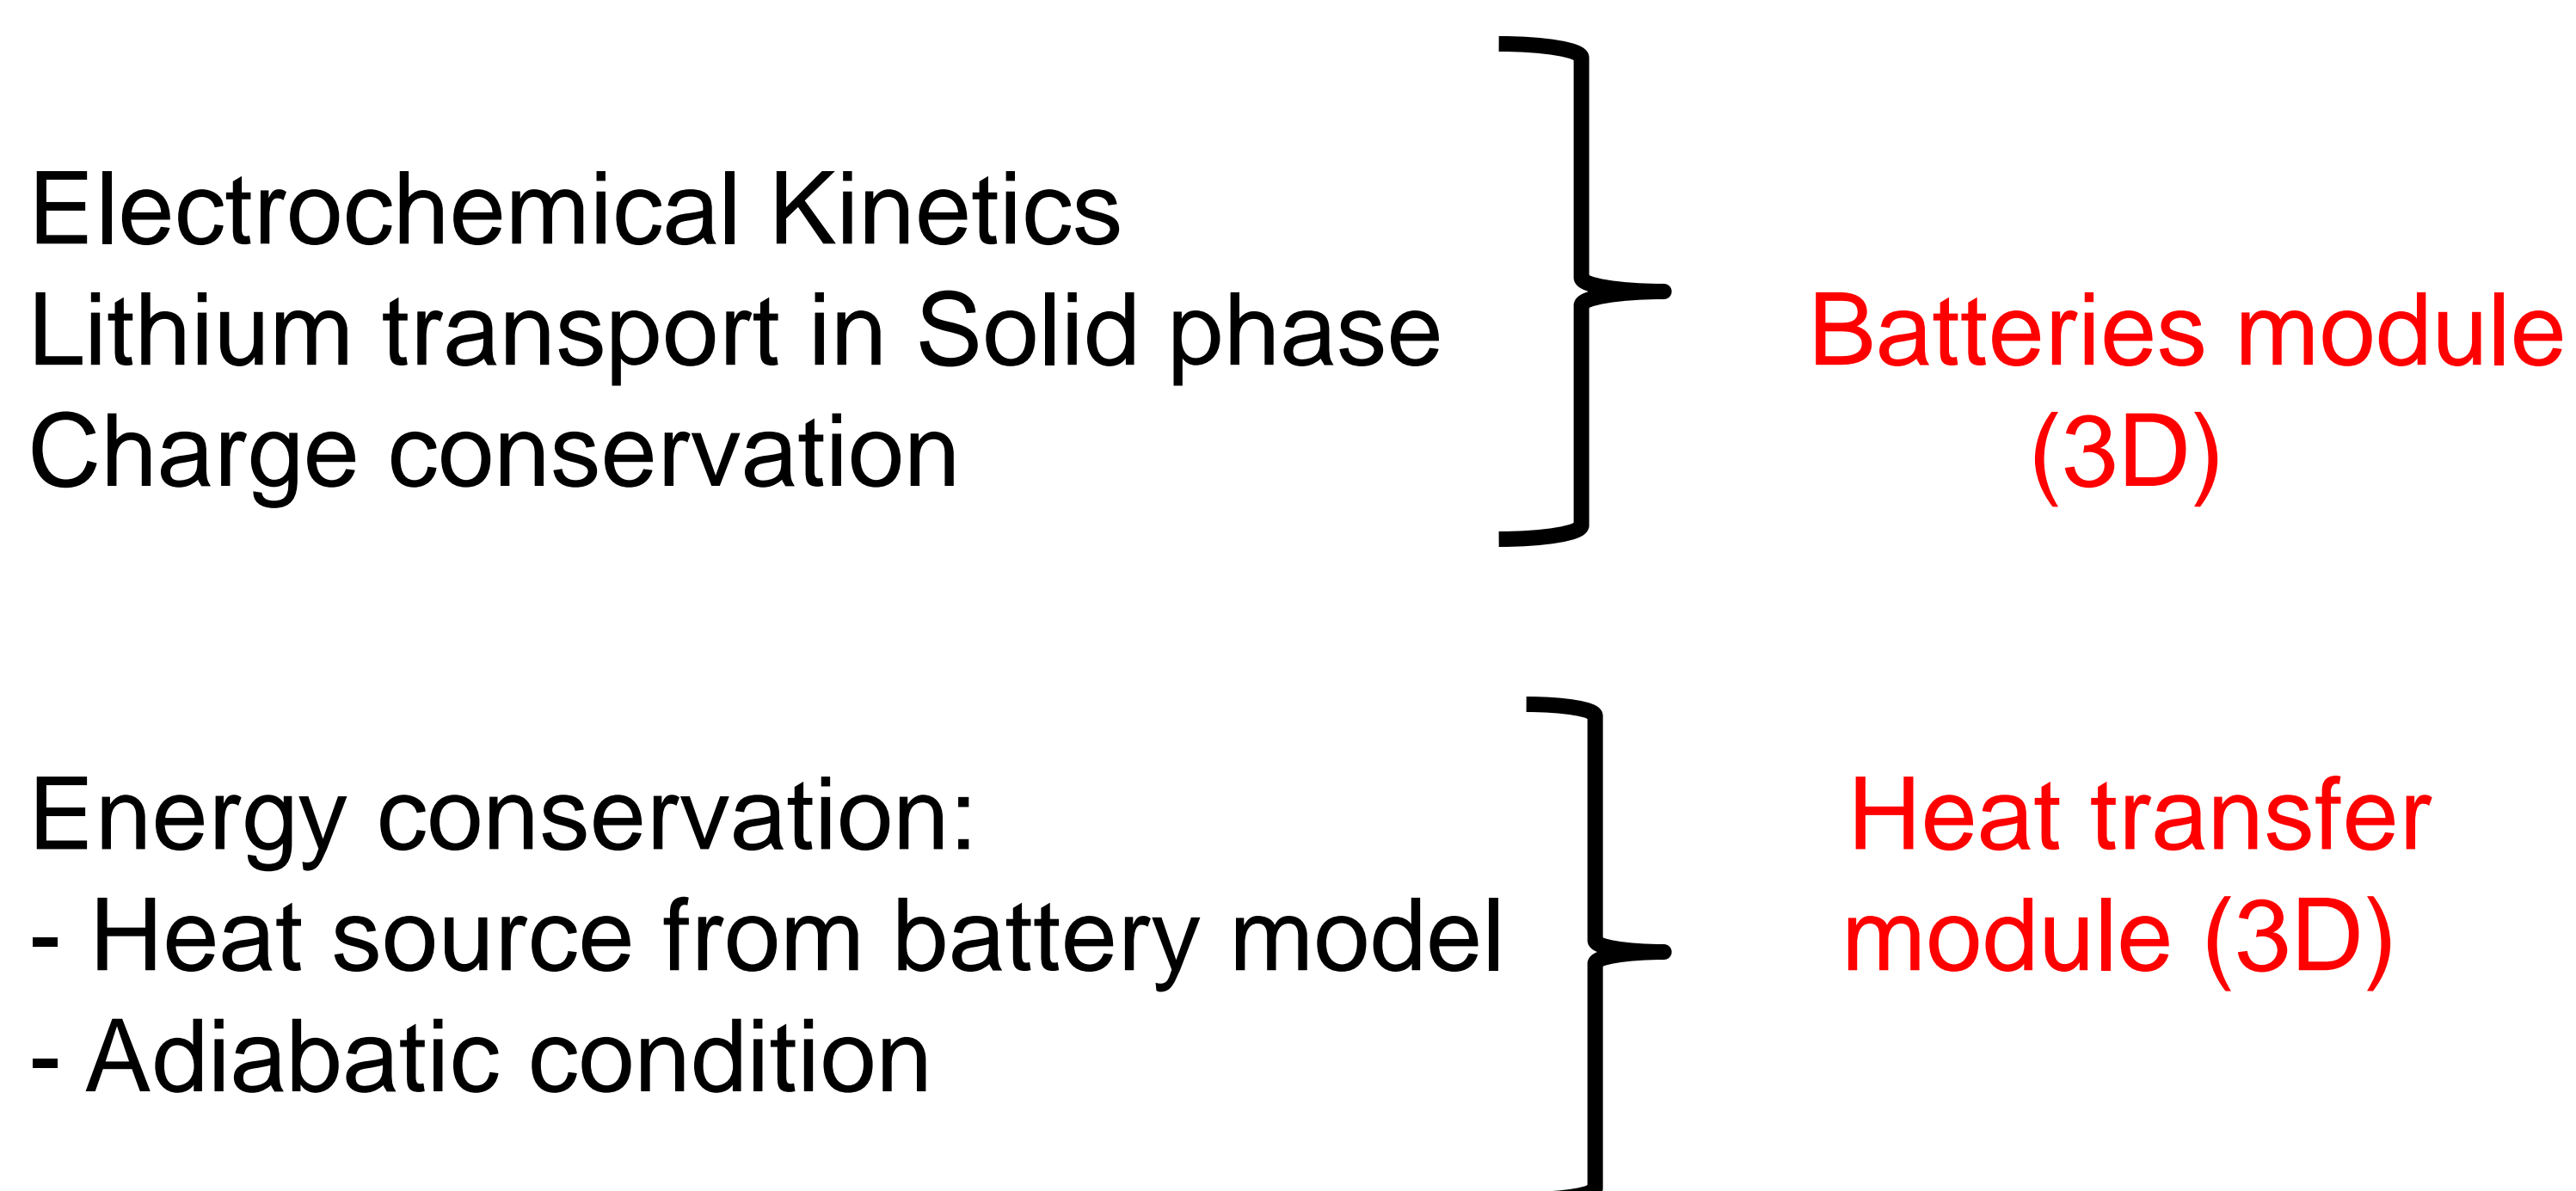 Electrochemical Kinetics
Lithium transport in Solid phase
Charge conservation
Batteries module
(3D)
Energy conservation:
- Heat source from battery model
- Adiabatic condition
Heat transfer
module (3D)